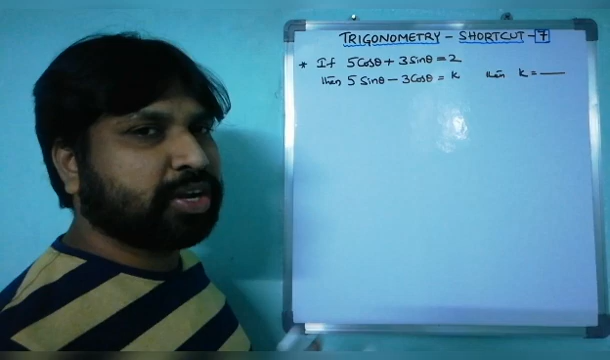 TRIGONOMETRY - SHORTCUT - 7
* If 5cosθ + 3sinθ = 2
then 5 sinθ - 3cosθ = k then k = ___